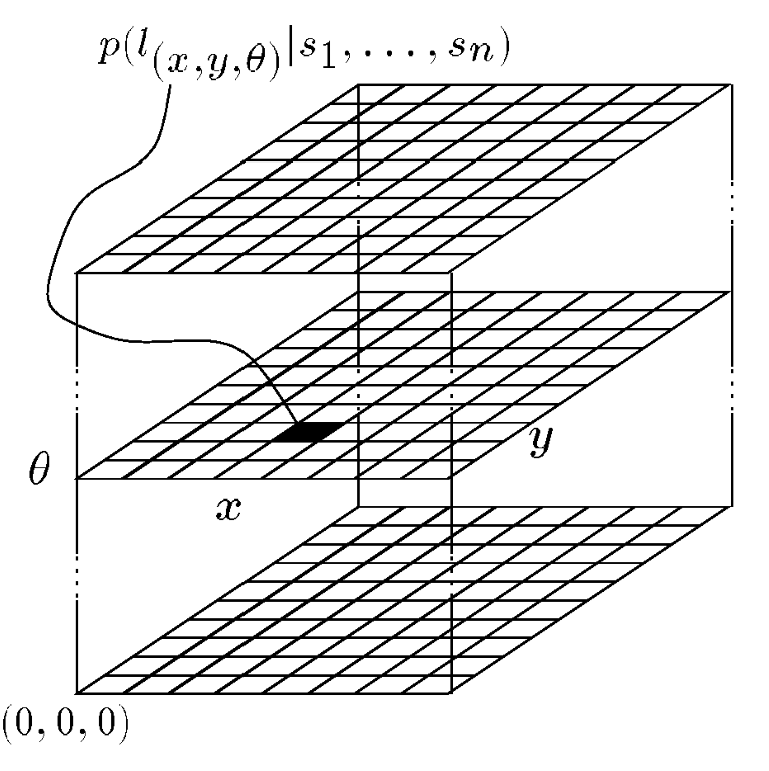 p(l(x,y,θ)|s1,...,sn)
y
θ
x
(0, 0, 0)